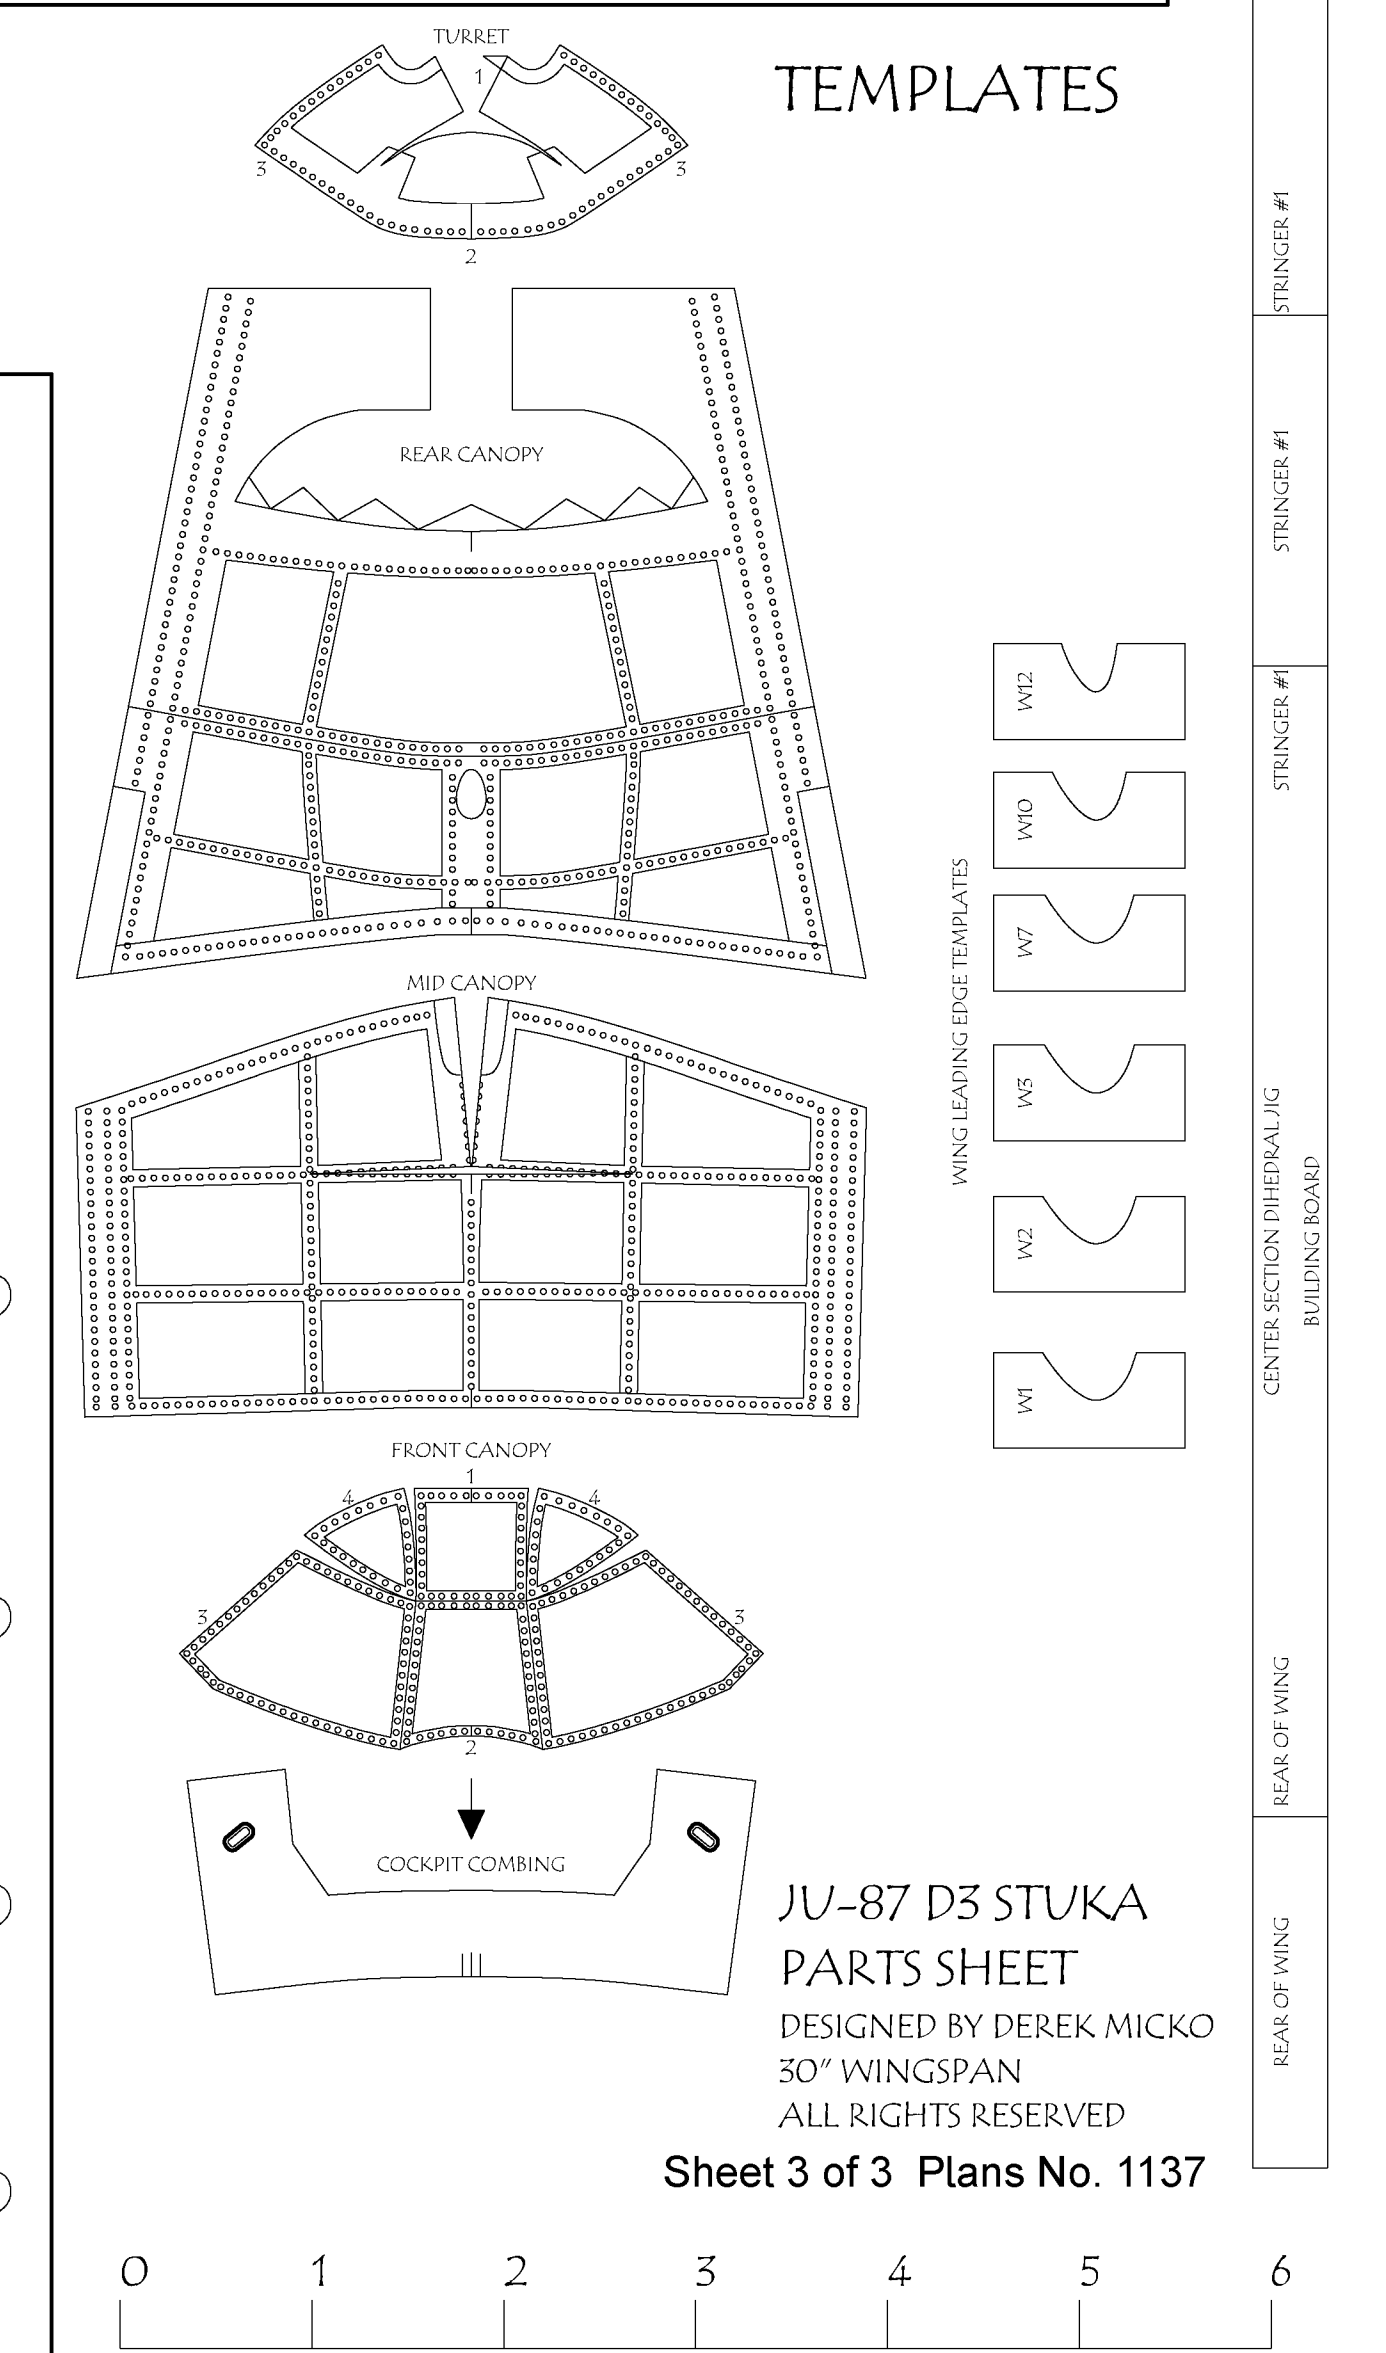 TURRET
TEMPLATES
1
3
3
2
STRINGER #1
REAR CANOPY
STRINGER #1
STRINGER #1
W12
W10
W7
WING LEADING EDGE TEMPLATES
MID CANOPY
W3
CENTER SECTION DIHEDRAL JIG
BUILDING BOARD
W2
W1
FRONT CANOPY
1
4
4
3
3
2
REAR OF WING
COCKPIT COMBING
JU-87 D3 STUKA
PARTS SHEET
REAR OF WING
DESIGNED BY DEREK MICKO
30" WINGSPAN
ALL RIGHTS RESERVED
Sheet 3 of 3 Plans No. 1137
0 1 2 3 4 5 6